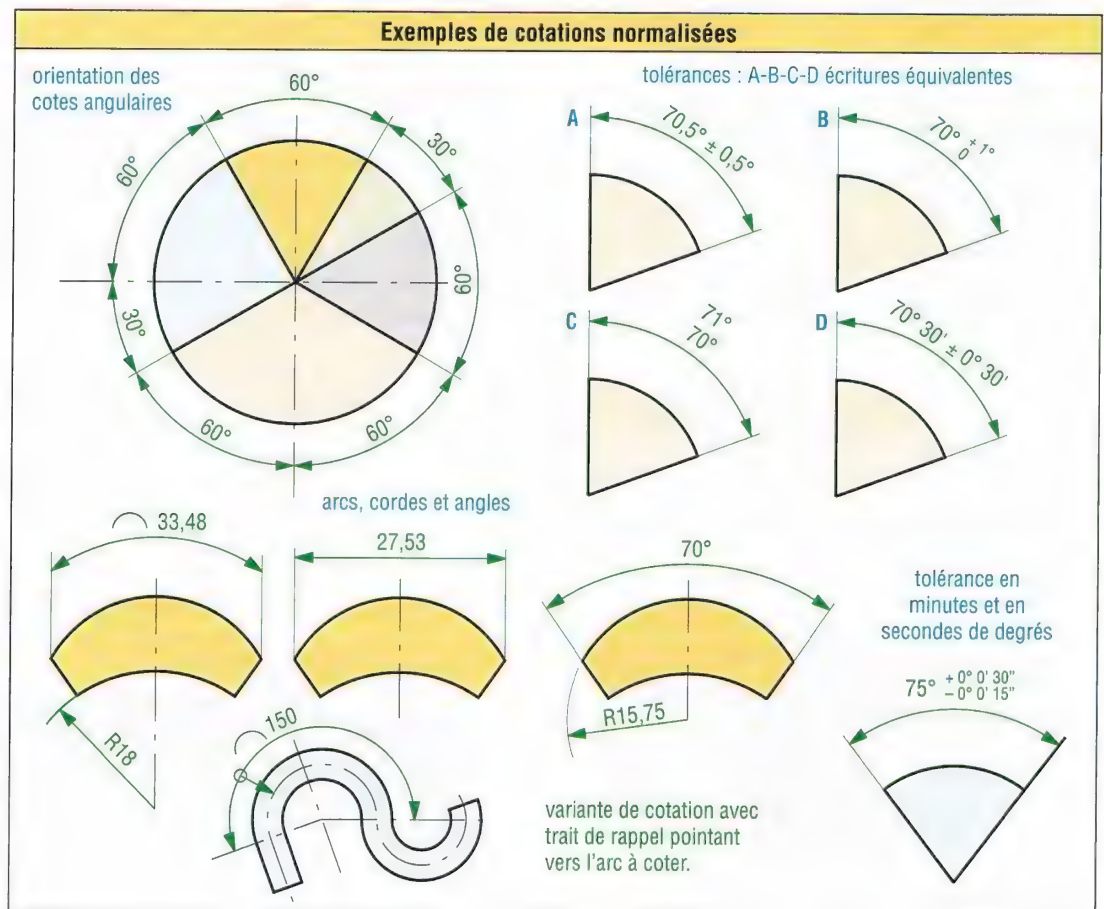 Exemples de cotations normalisées
orientation des
cotes angulaires
60°
60°
30°
60°
30°
60°
60°
tolérances : A-B-C-D écritures équivalentes
A
70,5° ± 0,5°
B
70° + 1°
0
C
71°
70°
D
70° 30' ± 0° 30'
arcs, cordes et angles
33,48
R18
27,53
70°
R15,75
150
variante de cotation avec
trait de rappel pointant
vers l'arc à coter.
tolérance en
minutes et en
secondes de degrés
75° + 0° 0' 30"
– 0° 0' 15"